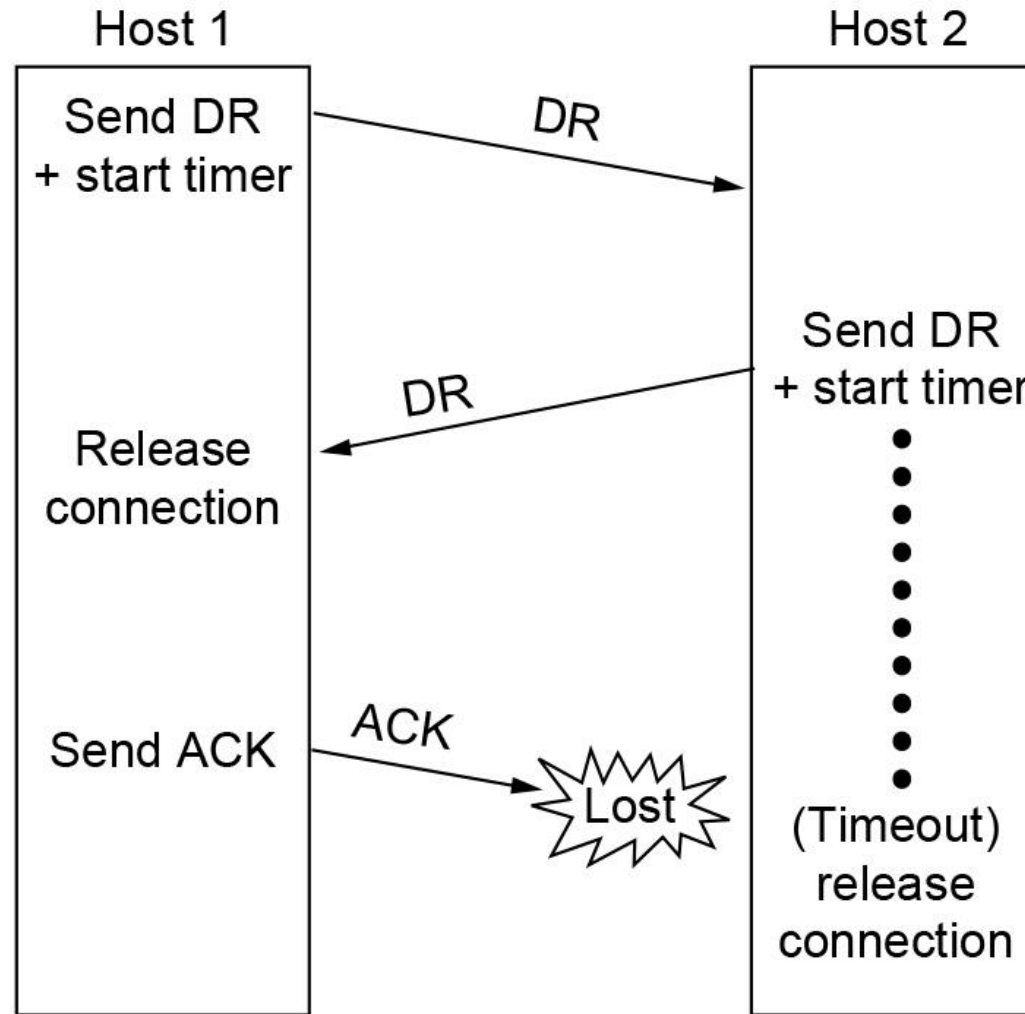 Host 1
Host 2
Send DR
+ start timer
DR
Send DR
+ start timer
DR
Release
connection
Send ACK
ACK
Lost
(Timeout)
release
connection